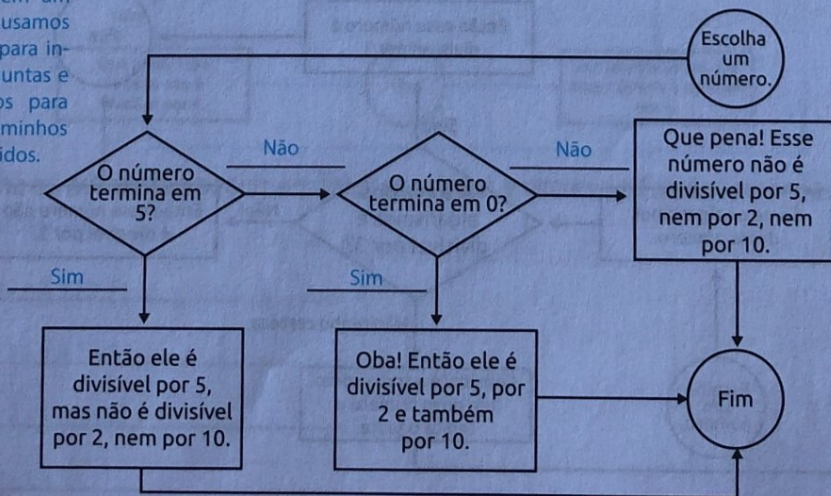 usamos
para in-
untas e
os para
minhos
idos.
Escolha
um
número.
O número
termina em
5?
Não
O número
termina em 0?
Não
Que pena! Esse
número não é
divisível por 5,
nem por 2, nem
por 10.
Sim
Sim
Então ele é
divisível por 5,
mas não é divisível
por 2, nem por 10.
Oba! Então ele é
divisível por 5, por
2 e também
por 10.
Fim